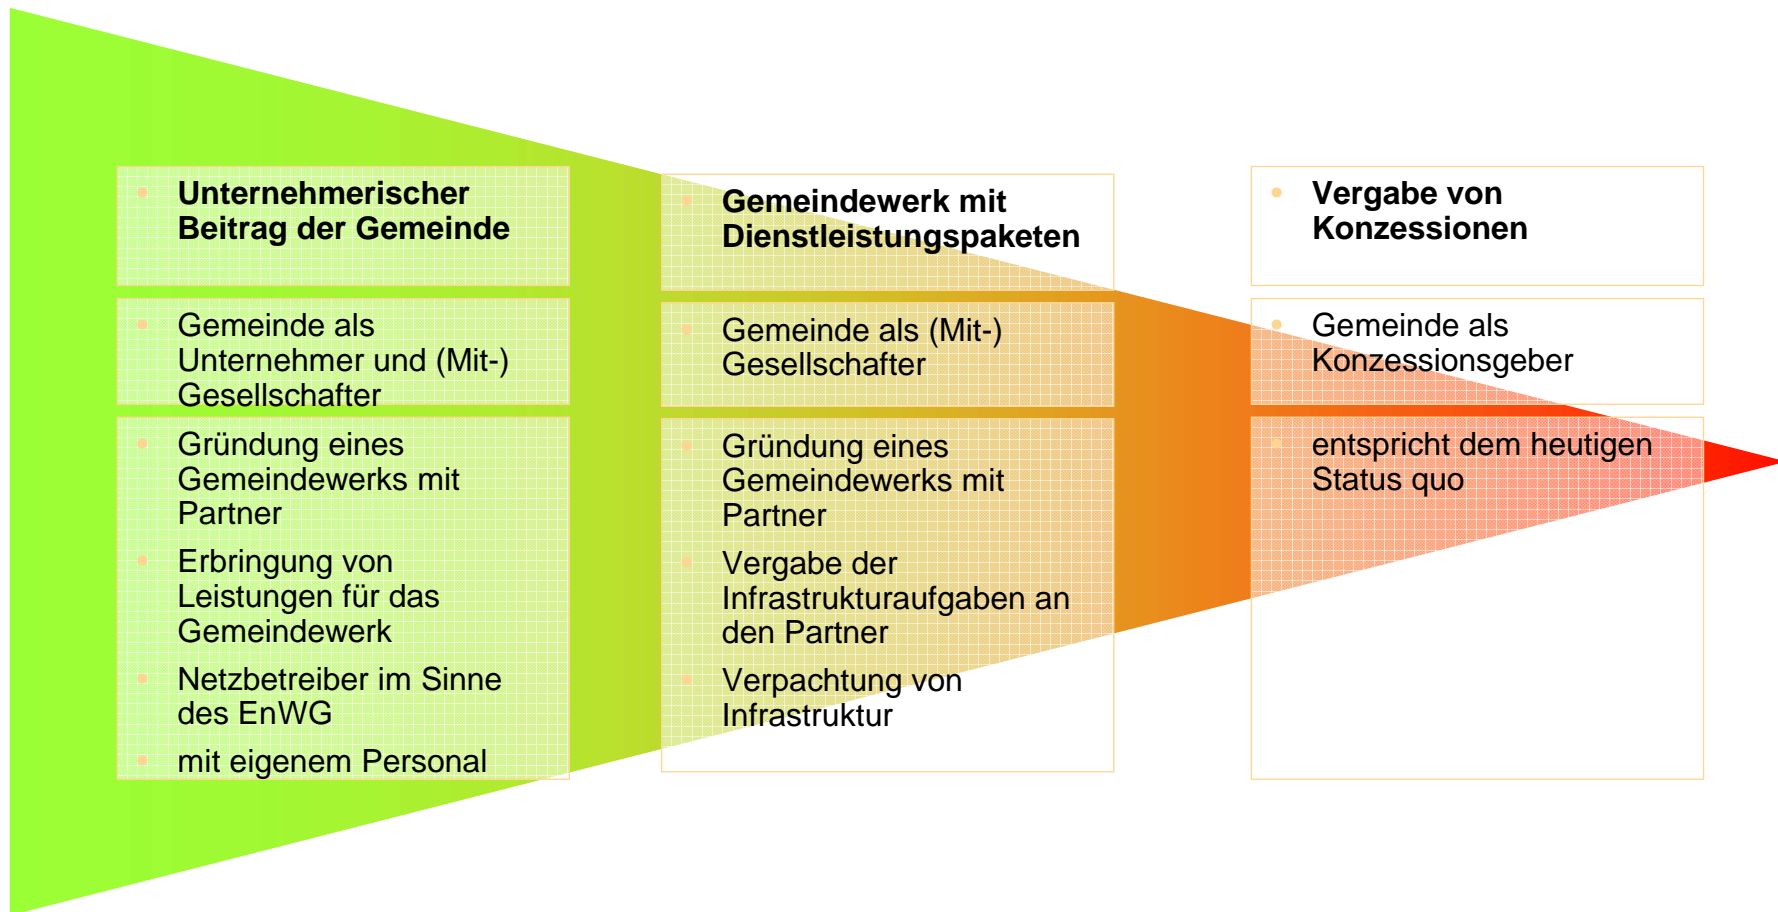 Unternehmerischer
Beitrag der Gemeinde
Gemeinde als
Unternehmer und (Mit-)
Gesellschafter
Gründung eines
Gemeindewerks mit
Partner
Erbringung von
Leistungen für das
Gemeindewerk
Netzbetreiber im Sinne
des EnWG
mit eigenem Personal
Gemeindewerk mit
Dienstleistungspaketen
Gemeinde als (Mit-)
Gesellschafter
Gründung eines
Gemeindewerks mit
Partner
Vergabe der
Infrastrukturaufgaben an
den Partner
Verpachtung von
Infrastruktur
Vergabe von
Konzessionen
Gemeinde als
Konzessionsgeber
entspricht dem heutigen
Status quo